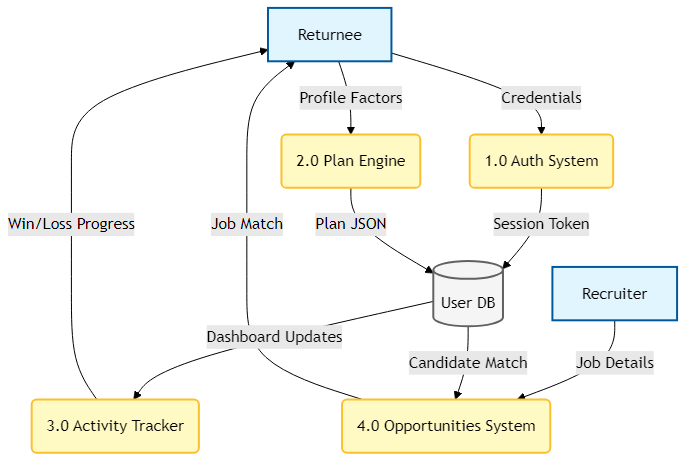 Returnee
Profile Factors
Credentials
2.0 Plan Engine
1.0 Auth System
Win/Loss Progress
Job Match
Plan JSON
Session Token
User DB
Recruiter
Dashboard Updates
Candidate Match
Job Details
3.0 Activity Tracker
4.0 Opportunities System